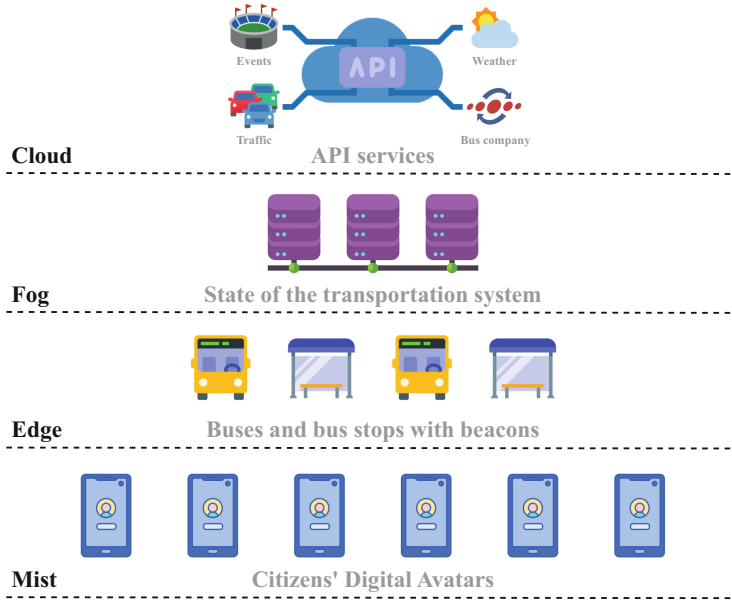 Events
API
Weather
Traffic
Bus company
Cloud
API services
Fog
State of the transportation system
Edge
Buses and bus stops with beacons
Mist
Citizens' Digital Avatars